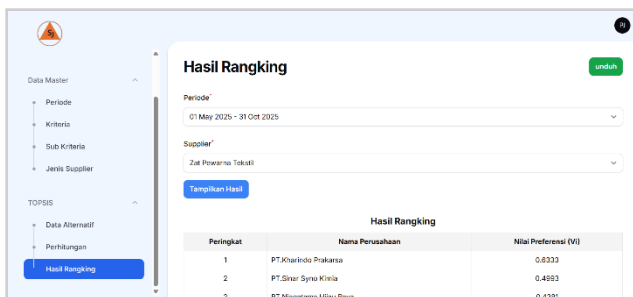 SJ
PJ
Data Master
Periode
Kriteria
Sub Kriteria
Jenis Supplier
TOPSIS
Data Alternatif
Perhitungan
Hasil Rangking
Hasil Rangking
unduh
Periode*
01 May 2025 - 31 Oct 2025
Supplier*
Zat Pewarna Tekstil
Tampilkan Hasil
Hasil Rangking
Peringkat Nama Perusahaan Nilai Preferensi (Vi)
1 PT.Kharindo Prakarsa 0.6333
2 PT.Sinar Syno Kimia 0.4993